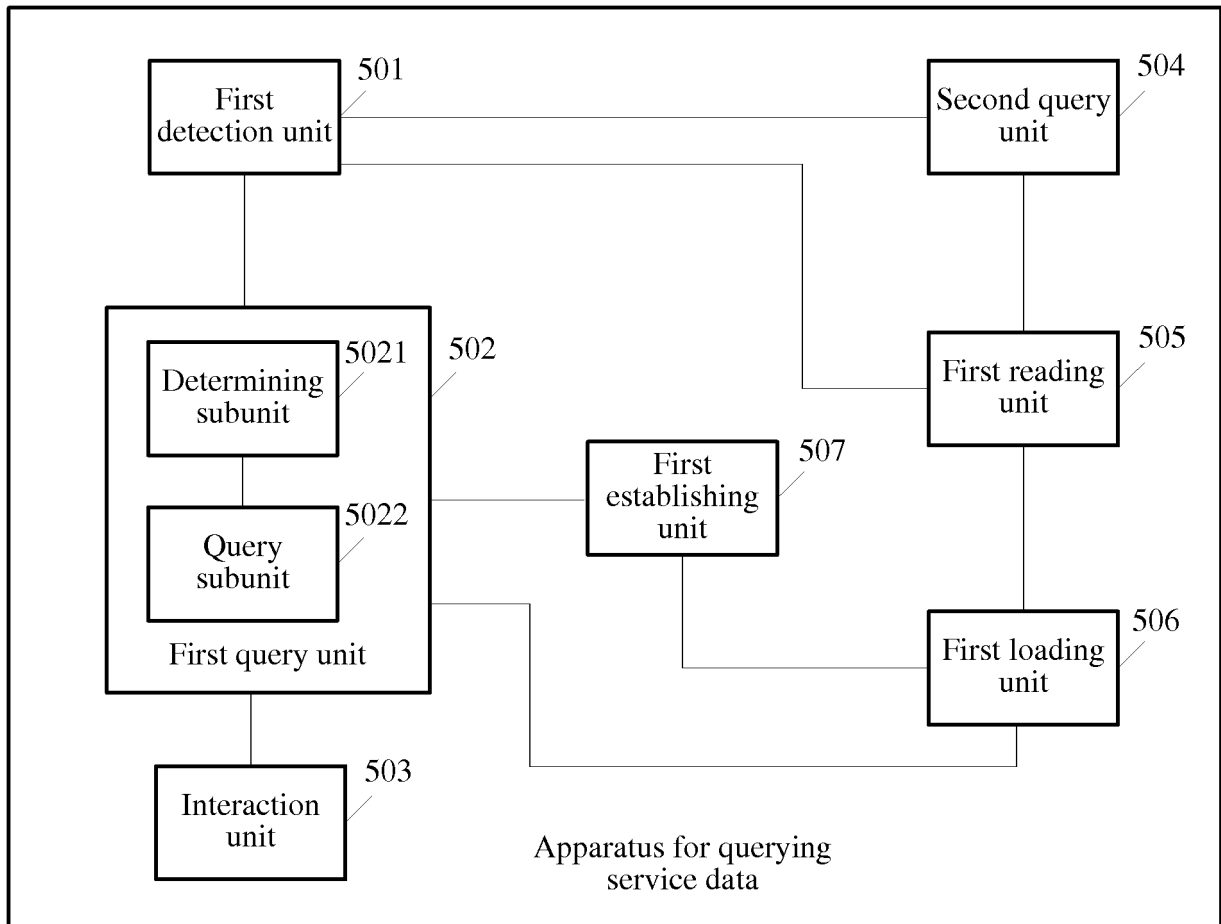 501
First
detection unit
504
Second query
unit
502
5021
Determining
subunit
505
First reading
unit
507
First
establishing
unit
5022
Query
subunit
First query unit
506
First loading
unit
503
Interaction
unit
Apparatus for querying
service data